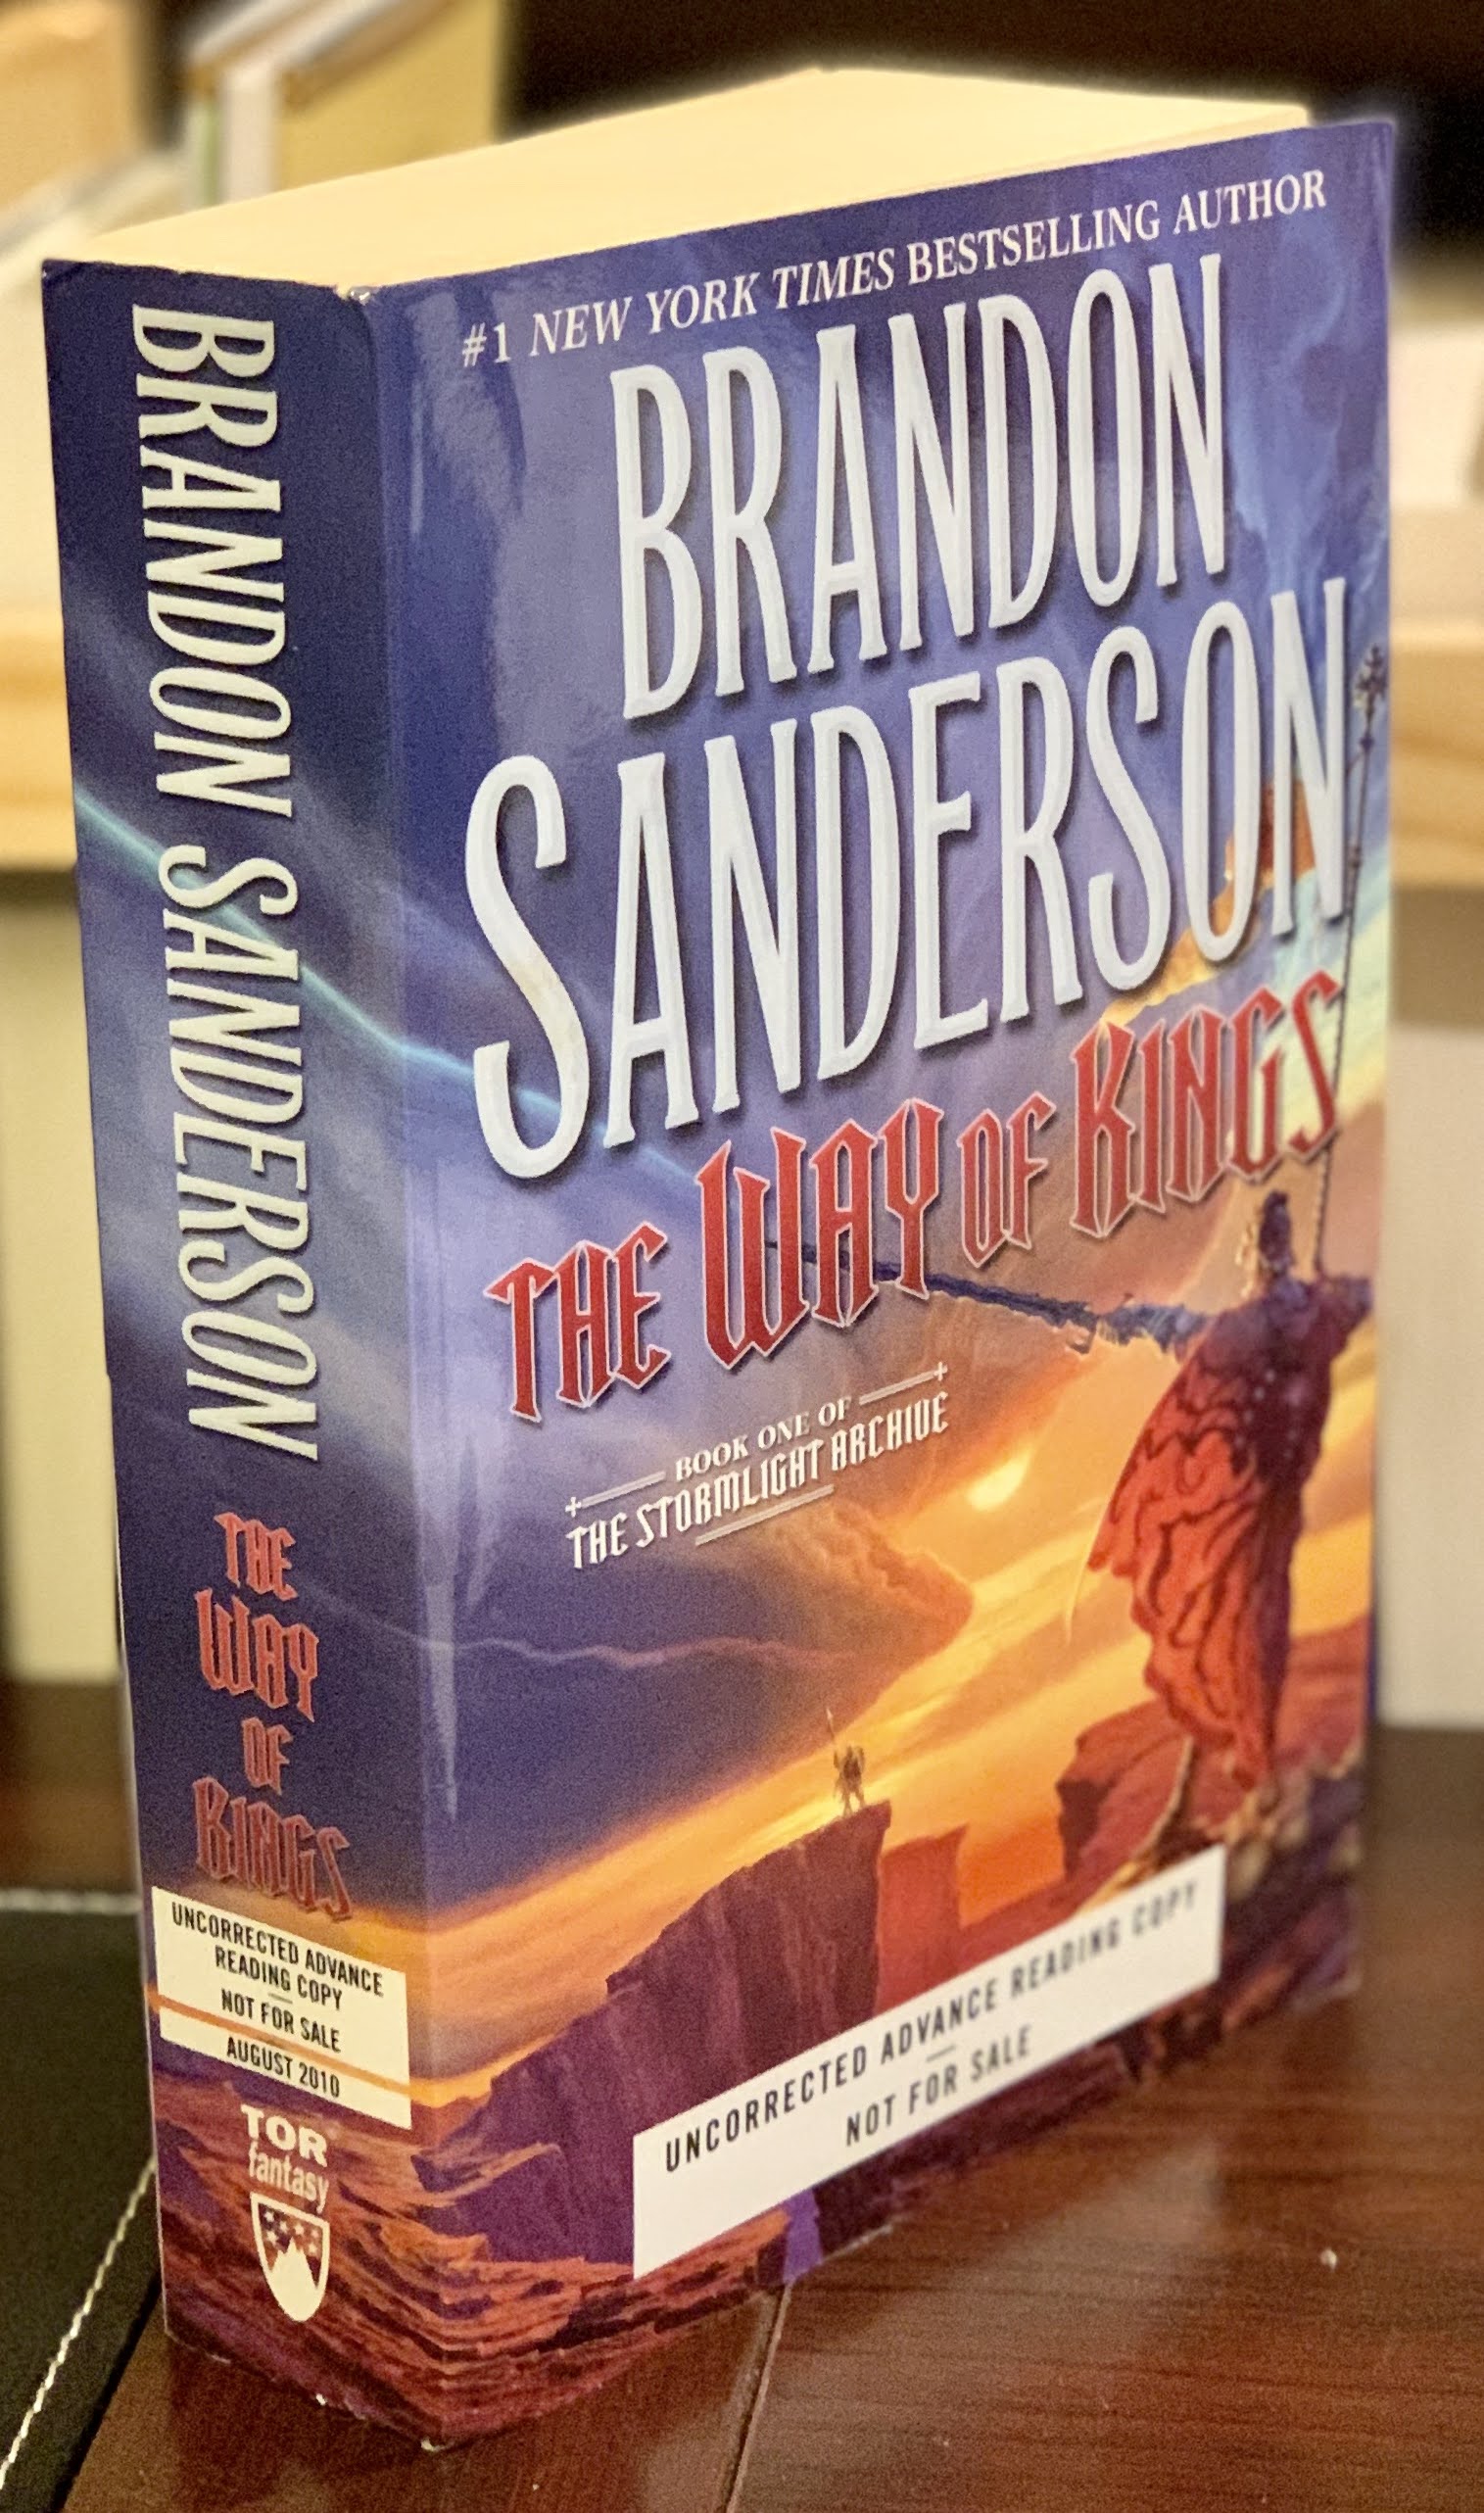 BRANDON SANDERSON
THE
WAY
OF
KINGS
UNCORRECTED ADVANCE
READING COPY
NOT FOR SALE
AUGUST 2010
TOR
fantasy
#1 NEW YORK TIMES BESTSELLING AUTHOR
BRANDON
SANDERSON
THE WAY OF KINGS
BOOK ONE OF
THE STORMLIGHT ARCHIVE
UNCORRECTED ADVANCE READING COPY
NOT FOR SALE